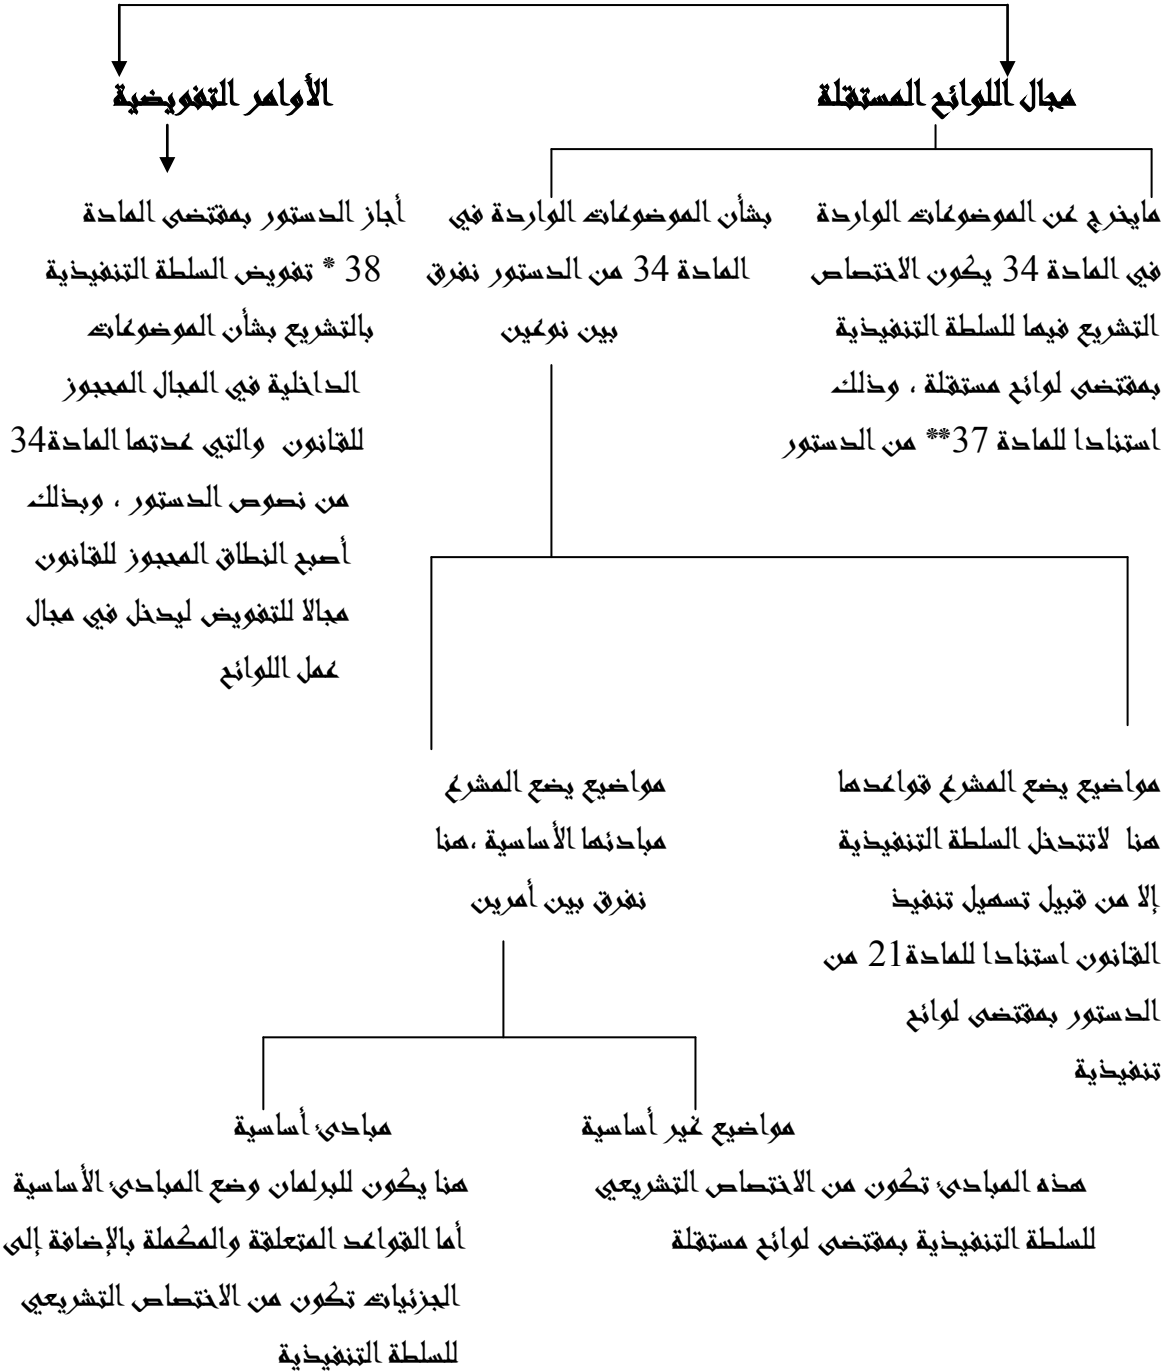 مجال اللوائح المستقلة
الأوامر التفويضية
مايخرج عن الموضوعات الواردة
في المادة 34 يكون الاختصاص
التشريع فيها للسلطة التنفيذية
بمقتضى لوائح مستقلة ، وذلك
استنادا للمادة 37** من الدستور
بشأن الموضوعات الواردة في
المادة 34 من الدستور نفرق
بين نوعين
أجاز الدستور بمقتضى المادة
38 * تفويض السلطة التنفيذية
بالتشريع بشأن الموضوعات
الداخلية في المجال المحجوز
للقانون والتي عدتها المادة34
من نصوص الدستور ، وبذلك
أصبح النطاق المحجوز للقانون
مجالا للتفويض ليدخل في مجال
عمل اللوائح
مواضيع يضع المشرع قواعدها
هنا لاتتدخل السلطة التنفيذية
إلا من قبيل تسهيل تنفيذ
القانون استنادا للمادة21 من
الدستور بمقتضى لوائح
تنفيذية
مواضيع يضع المشرع
مبادئها الأساسية ،هنا
نفرق بين أمرين
مواضيع غير أساسية
هذه المبادئ تكون من الاختصاص التشريعي
للسلطة التنفيذية بمقتضى لوائح مستقلة
مبادئ أساسية
هنا يكون للبرلمان وضع المبادئ الأساسية
أما القواعد المتعلقة والمكملة بالإضافة إلى
الجزئيات تكون من الاختصاص التشريعي
للسلطة التنفيذية